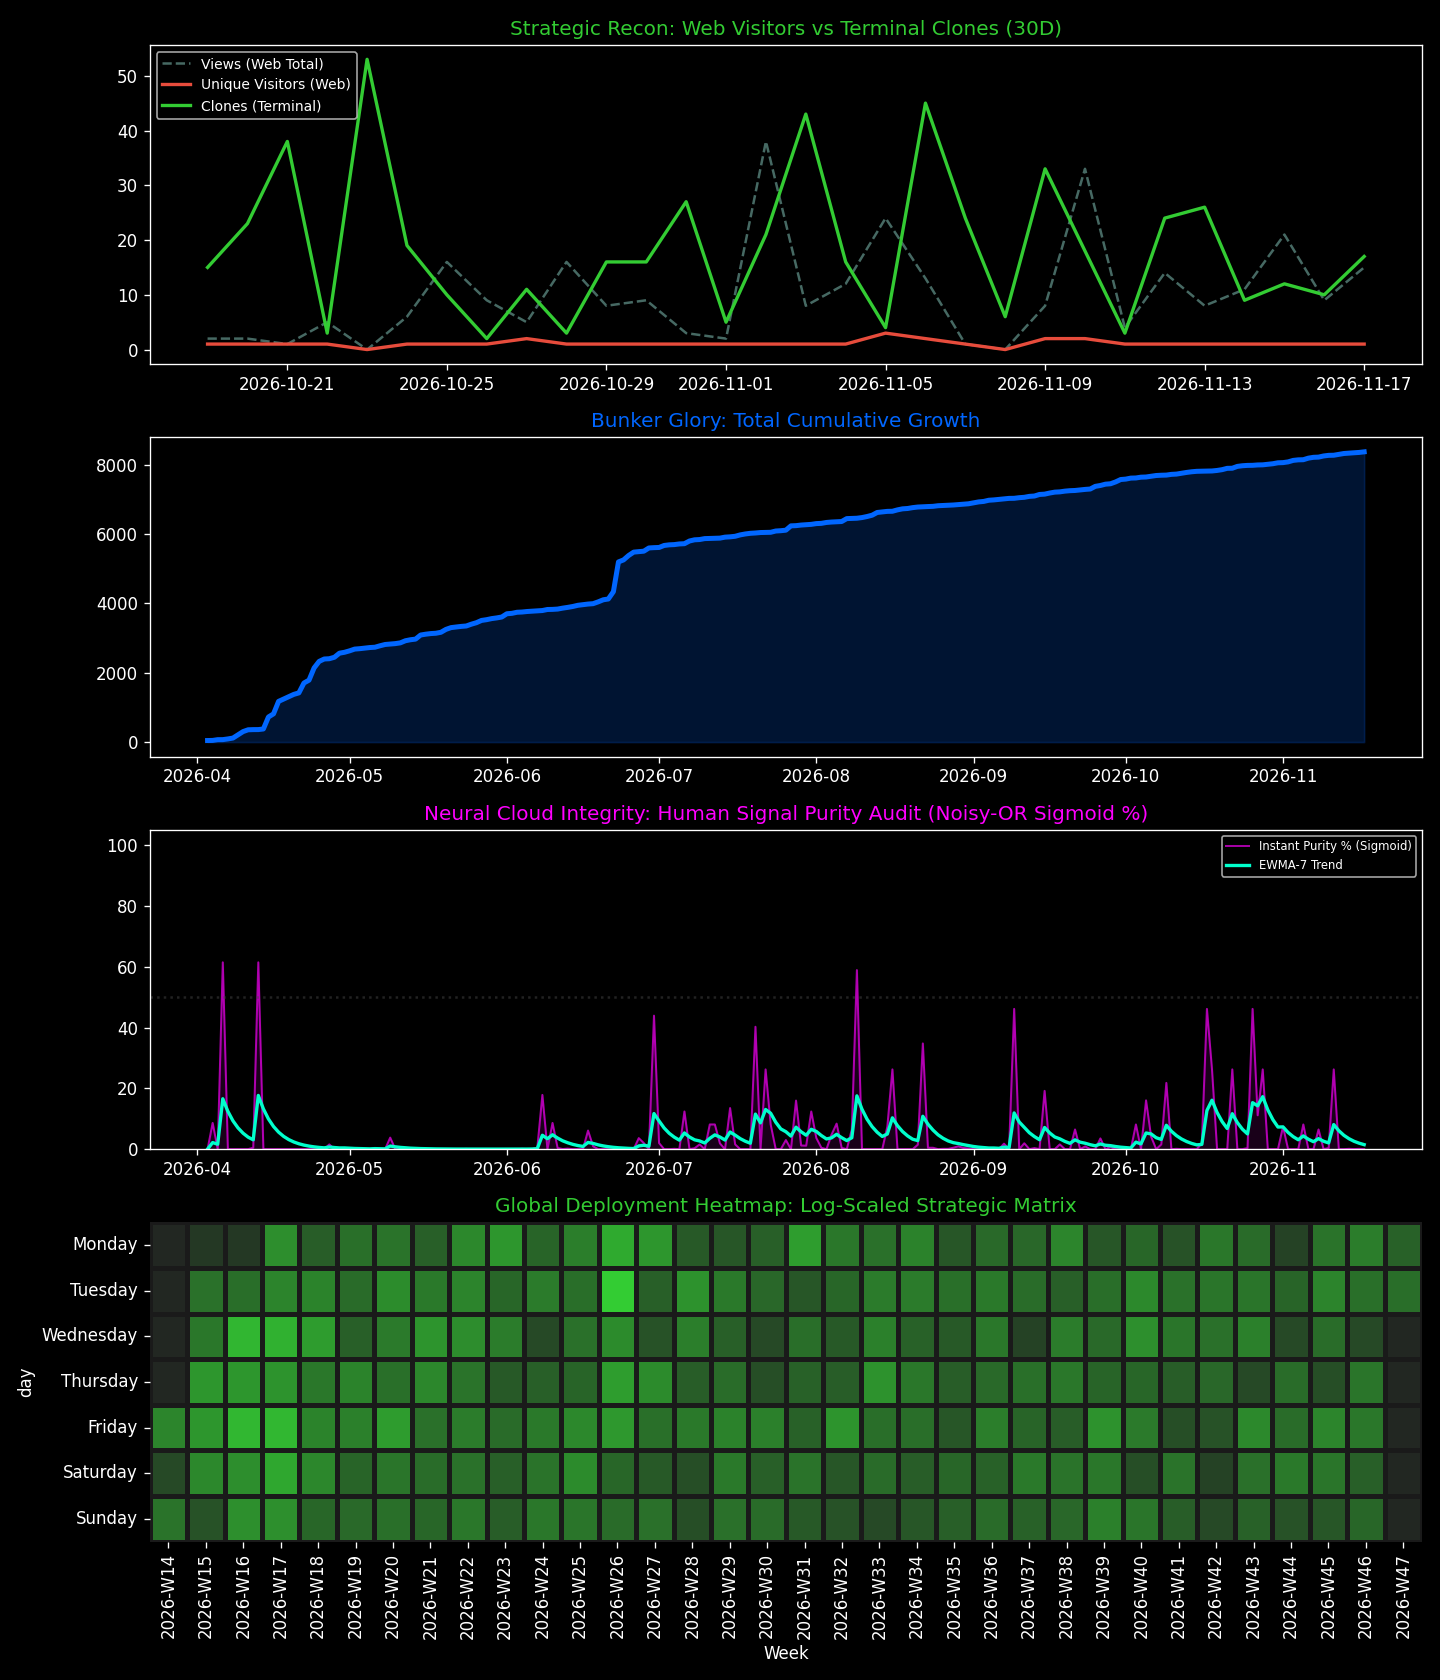 Strategic Recon: Web Visitors vs Terminal Clones (30D)
Views (Web Total)
Unique Visitors (Web)
Clones (Terminal)
50
40
30
20
10
0
2026-10-21 2026-10-25 2026-10-29 2026-11-01 2026-11-05 2026-11-09 2026-11-13 2026-11-17
Bunker Glory: Total Cumulative Growth
8000
6000
4000
2000
0
2026-04 2026-05 2026-06 2026-07 2026-08 2026-09 2026-10 2026-11
Neural Cloud Integrity: Human Signal Purity Audit (Noisy-OR Sigmoid %)
Instant Purity % (Sigmoid)
EWMA-7 Trend
100
80
60
40
20
0
2026-04 2026-05 2026-06 2026-07 2026-08 2026-09 2026-10 2026-11
Global Deployment Heatmap: Log-Scaled Strategic Matrix
Monday
Tuesday
Wednesday
Thursday
Friday
Saturday
Sunday
day
2026-W14 2026-W15 2026-W16 2026-W17 2026-W18 2026-W19 2026-W20 2026-W21 2026-W22 2026-W23 2026-W24 2026-W25 2026-W26 2026-W27 2026-W28 2026-W29 2026-W30 2026-W31 2026-W32 2026-W33 2026-W34 2026-W35 2026-W36 2026-W37 2026-W38 2026-W39 2026-W40 2026-W41 2026-W42 2026-W43 2026-W44 2026-W45 2026-W46 2026-W47
Week